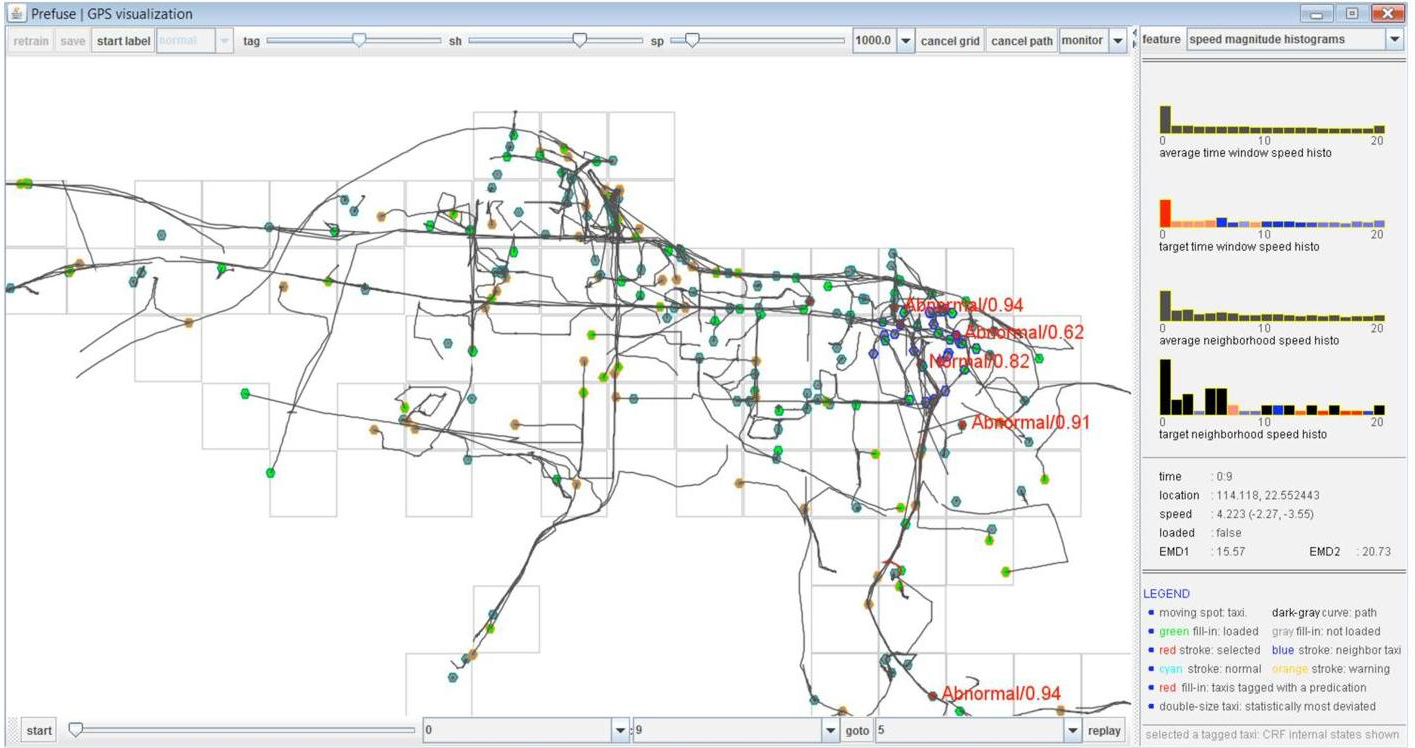 Prefuse | GPS visualization
retrain save start label normal tag sh sp 1000.0 cancel grid cancel path monitor feature speed magnitude histograms
0 10 20
average time window speed histo
0 10 20
target time window speed histo
0 10 20
average neighborhood speed histo
0 10 20
target neighborhood speed histo
Abnormal/0.94
Abnormal/0.62
Normal/0.82
Abnormal/0.91
Abnormal/0.94
time : 0:9
location : 114.118, 22.552443
speed : 4.223 (-2.27, -3.55)
loaded : false
EMD1 : 15.57 EMD2 : 20.73
LEGEND
moving spot: taxi. dark-gray curve: path
green fill-in: loaded gray fill-in: not loaded
red stroke: selected blue stroke: neighbor taxi
cyan stroke: normal orange stroke: warning
red fill-in: taxis tagged with a predication
double-size taxi: statistically most deviated
selected a tagged taxi: CRF internal states shown
start 0 : 9 goto 5 replay